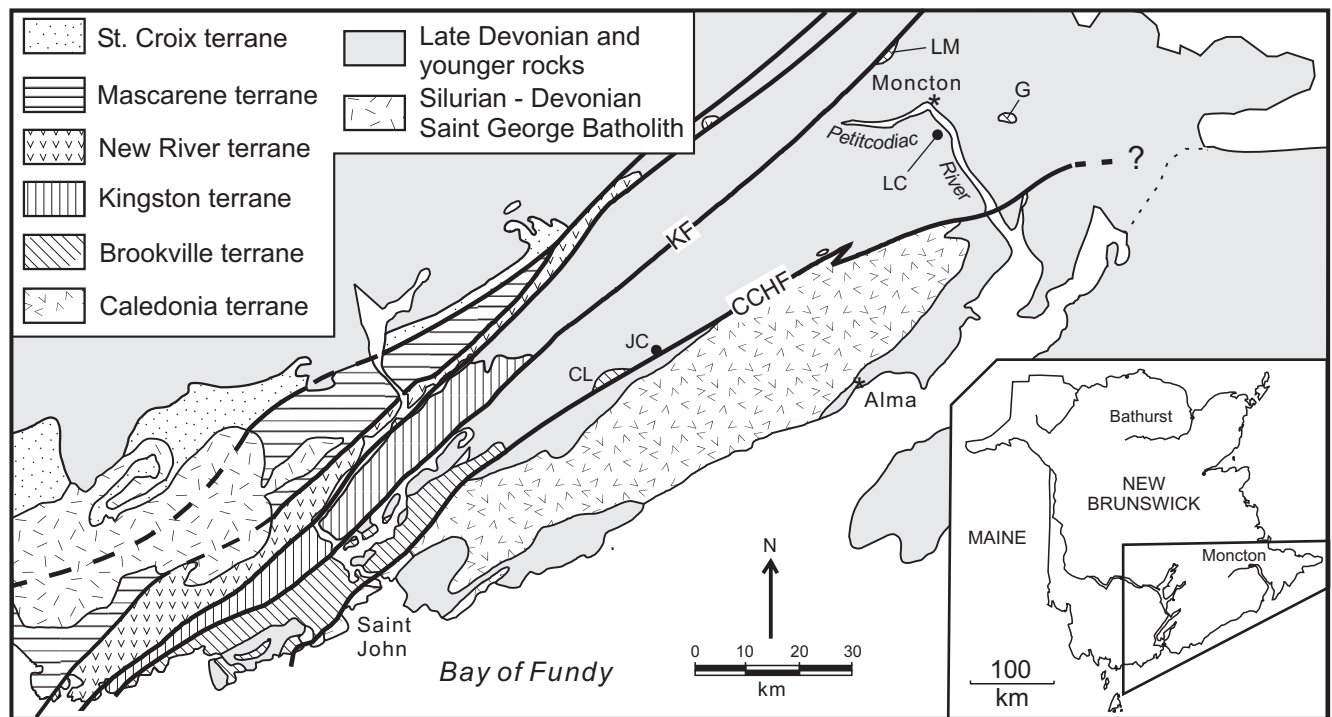 St. Croix terrane
Mascarene terrane
New River terrane
Kingston terrane
Brookville terrane
Caledonia terrane
Late Devonian and
younger rocks
Silurian - Devonian
Saint George Batholith
LM
Moncton
*
G
Petitcodiac
River
LC
?
KF
CCHF
JC
CL
*
Alma
Saint
John
Bay of Fundy
N
0 10 20 30
km
Bathurst
NEW
BRUNSWICK
MAINE
Moncton
100
km